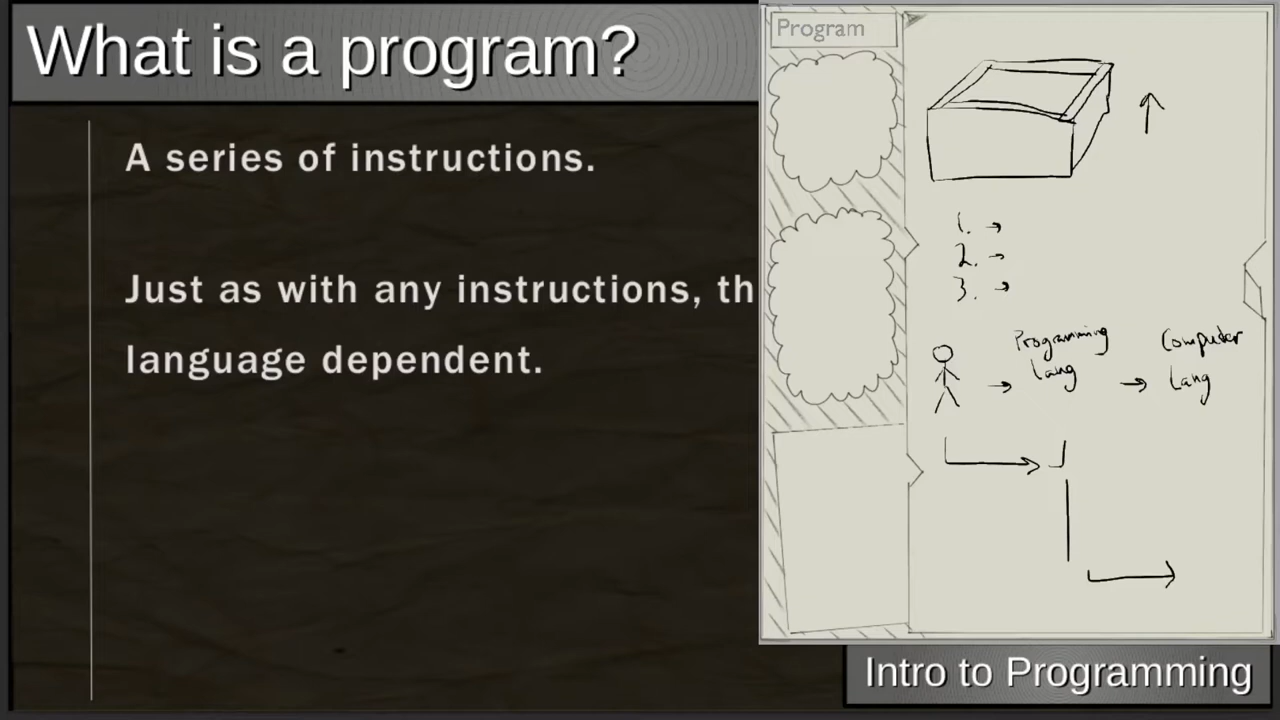 What is a program?
A series of instructions.
Just as with any instructions, th
language dependent.
Program
1. →
2. →
3. →
Programming
Lang
→
Computer
Lang
→
Intro to Programming